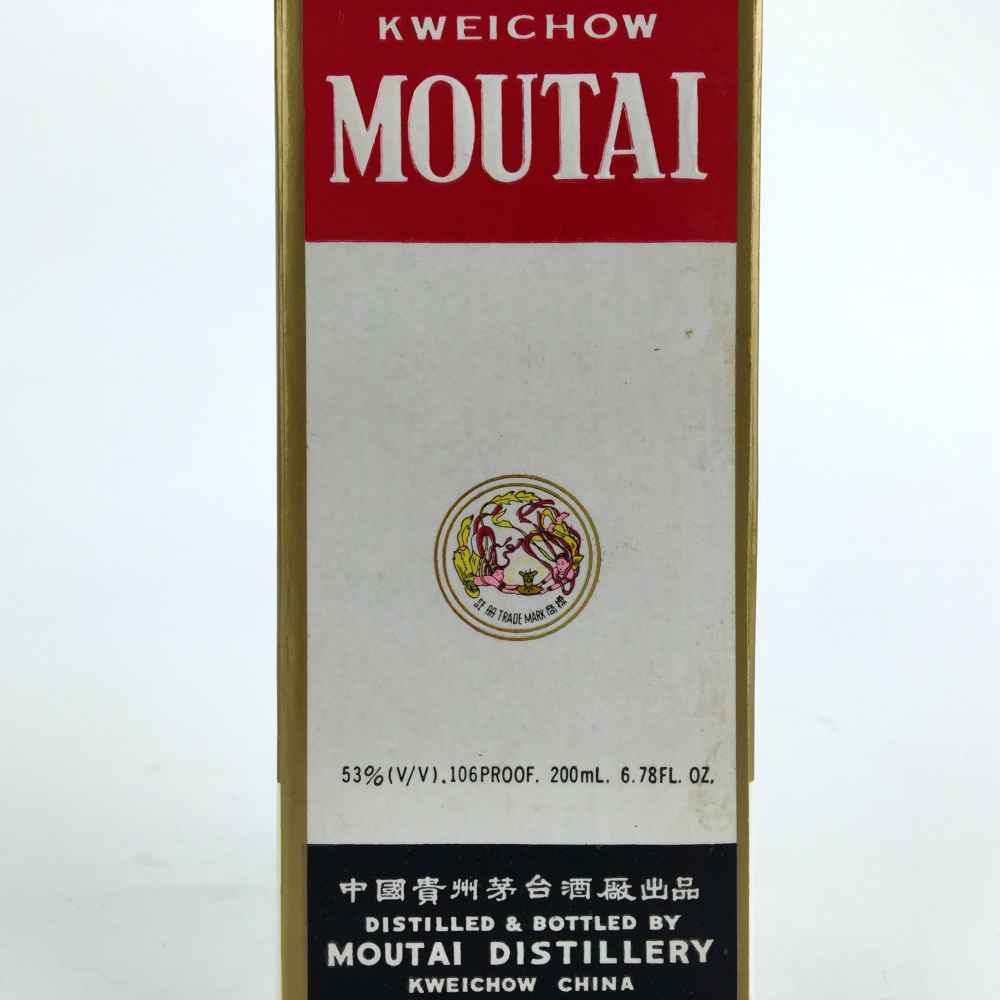 KWEICHOW
MOUTAI
註册 TRADE MARK 商標
53%(V/V).106PROOF. 200mL. 6.78FL. OZ.
中國貴州茅台酒廠出品
DISTILLED & BOTTLED BY
MOUTAI DISTILLERY
KWEICHOW CHINA